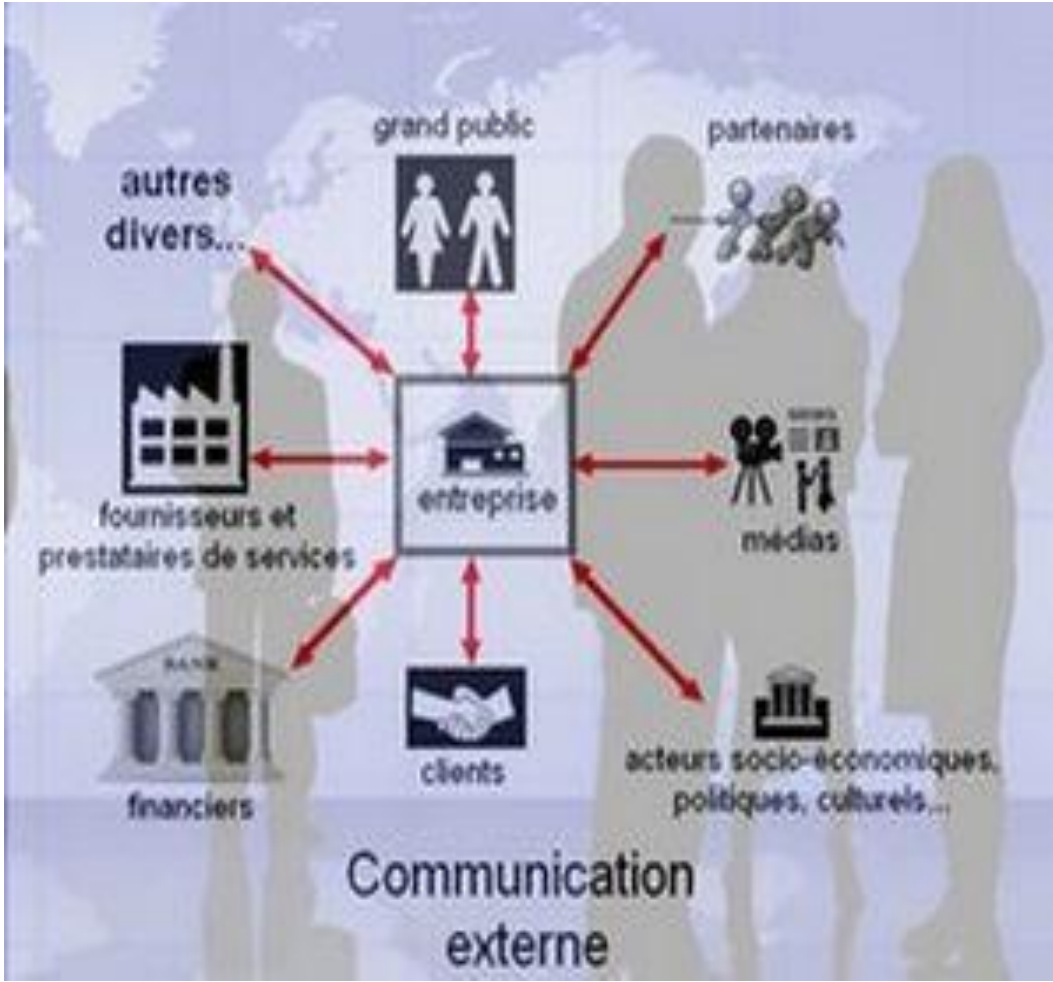 grand public
partenaires
autres
divers...
entreprise
fournisseurs et
prestataires de services
médias
BANK
financiers
clients
acteurs socio-économiques,
politiques, culturels...
Communication
externe